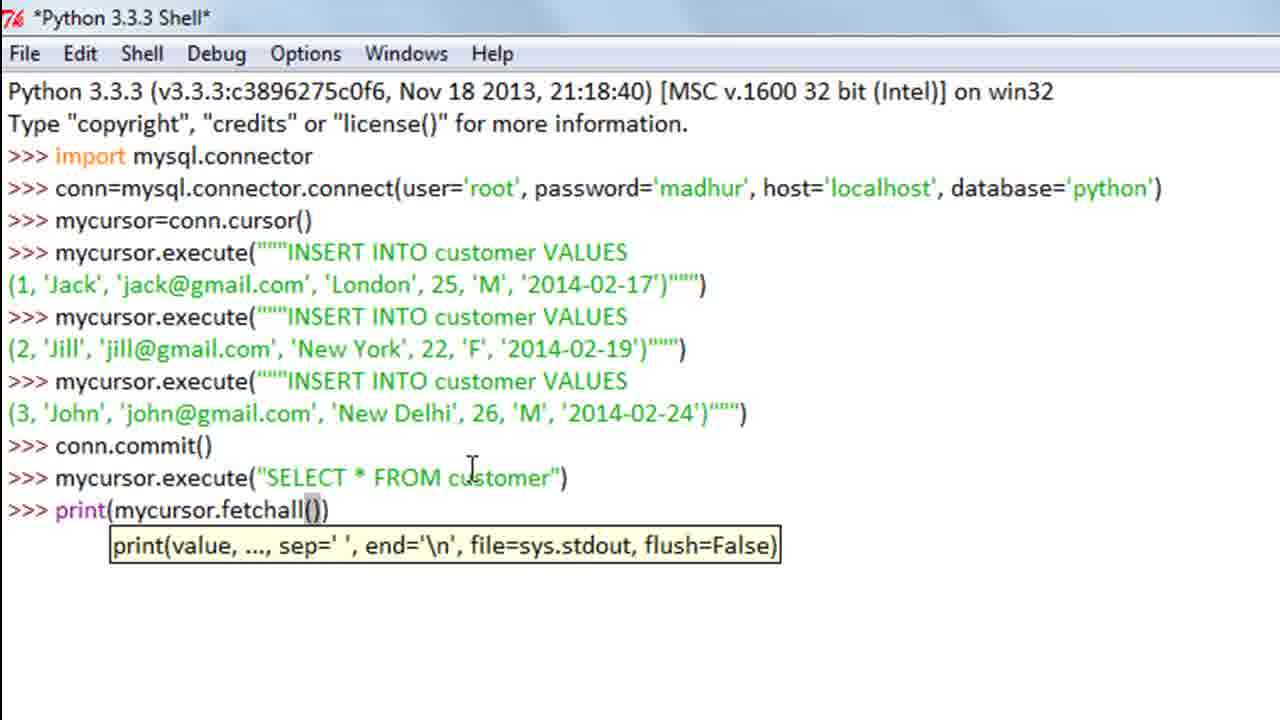 *Python 3.3.3 Shell*
File Edit Shell Debug Options Windows Help
Python 3.3.3 (v3.3.3:c3896275c0f6, Nov 18 2013, 21:18:40) [MSC v.1600 32 bit (Intel)] on win32
Type "copyright", "credits" or "license()" for more information.
>>> import mysql.connector
>>> conn=mysql.connector.connect(user='root', password='madhur', host='localhost', database='python')
>>> mycursor=conn.cursor()
>>> mycursor.execute("""INSERT INTO customer VALUES
(1, 'Jack', 'jack@gmail.com', 'London', 25, 'M', '2014-02-17')""")
>>> mycursor.execute("""INSERT INTO customer VALUES
(2, 'Jill', 'jill@gmail.com', 'New York', 22, 'F', '2014-02-19')""")
>>> mycursor.execute("""INSERT INTO customer VALUES
(3, 'John', 'john@gmail.com', 'New Delhi', 26, 'M', '2014-02-24')""")
>>> conn.commit()
>>> mycursor.execute("SELECT * FROM customer")
>>> print(mycursor.fetchall())
print(value, ..., sep=' ', end='\n', file=sys.stdout, flush=False)